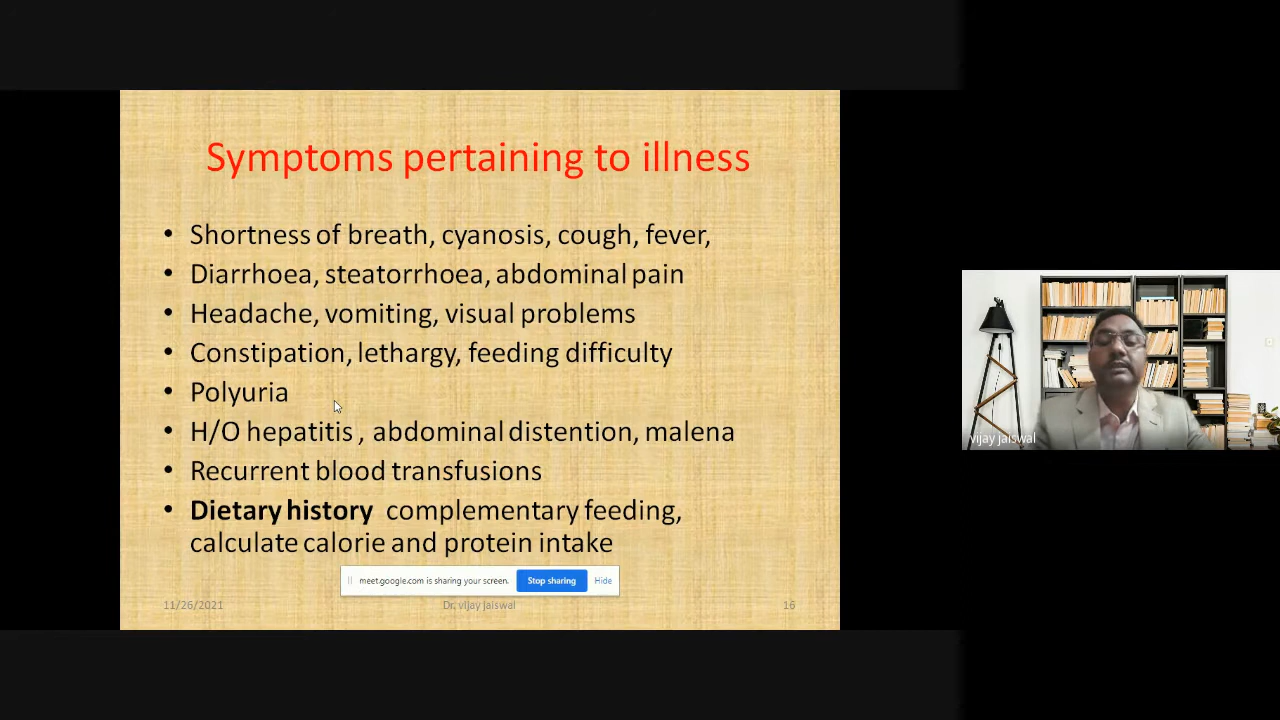 Symptoms pertaining to illness
• Shortness of breath, cyanosis, cough, fever,
• Diarrhoea, steatorrhoea, abdominal pain
• Headache, vomiting, visual problems
• Constipation, lethargy, feeding difficulty
• Polyuria
• H/O hepatitis , abdominal distention, malena
• Recurrent blood transfusions
• Dietary history complementary feeding,
calculate calorie and protein intake
meet.google.com is sharing your screen. Stop sharing Hide
11/26/2021 Dr. vijay jaiswal 16
vijay jaiswal